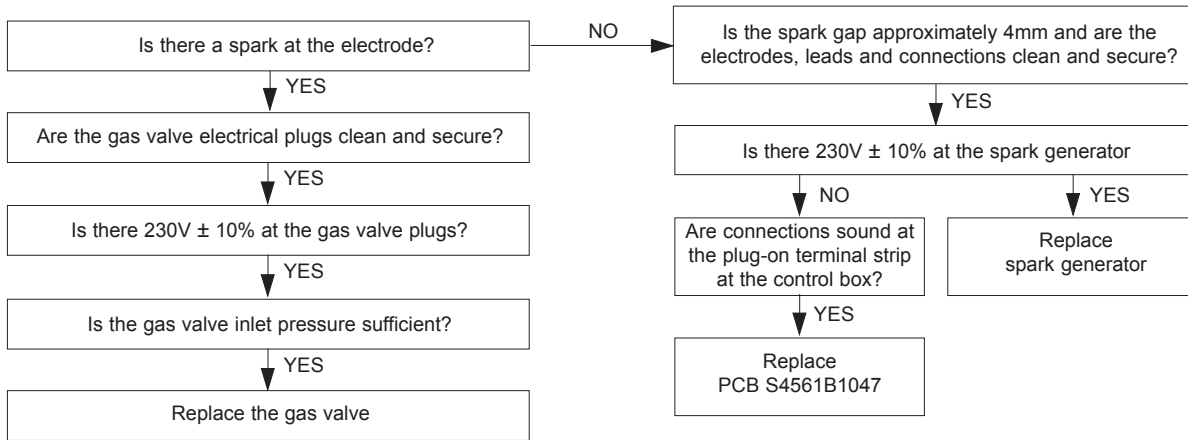 Is there a spark at the electrode?
NO
Is the spark gap approximately 4mm and are the
electrodes, leads and connections clean and secure?
YES
YES
Are the gas valve electrical plugs clean and secure?
Is there 230V ± 10% at the spark generator
YES
NO
YES
Is there 230V ± 10% at the gas valve plugs?
Are connections sound at
the plug-on terminal strip
at the control box?
Replace
spark generator
YES
YES
Is the gas valve inlet pressure sufficient?
YES
Replace
PCB S4561B1047
Replace the gas valve